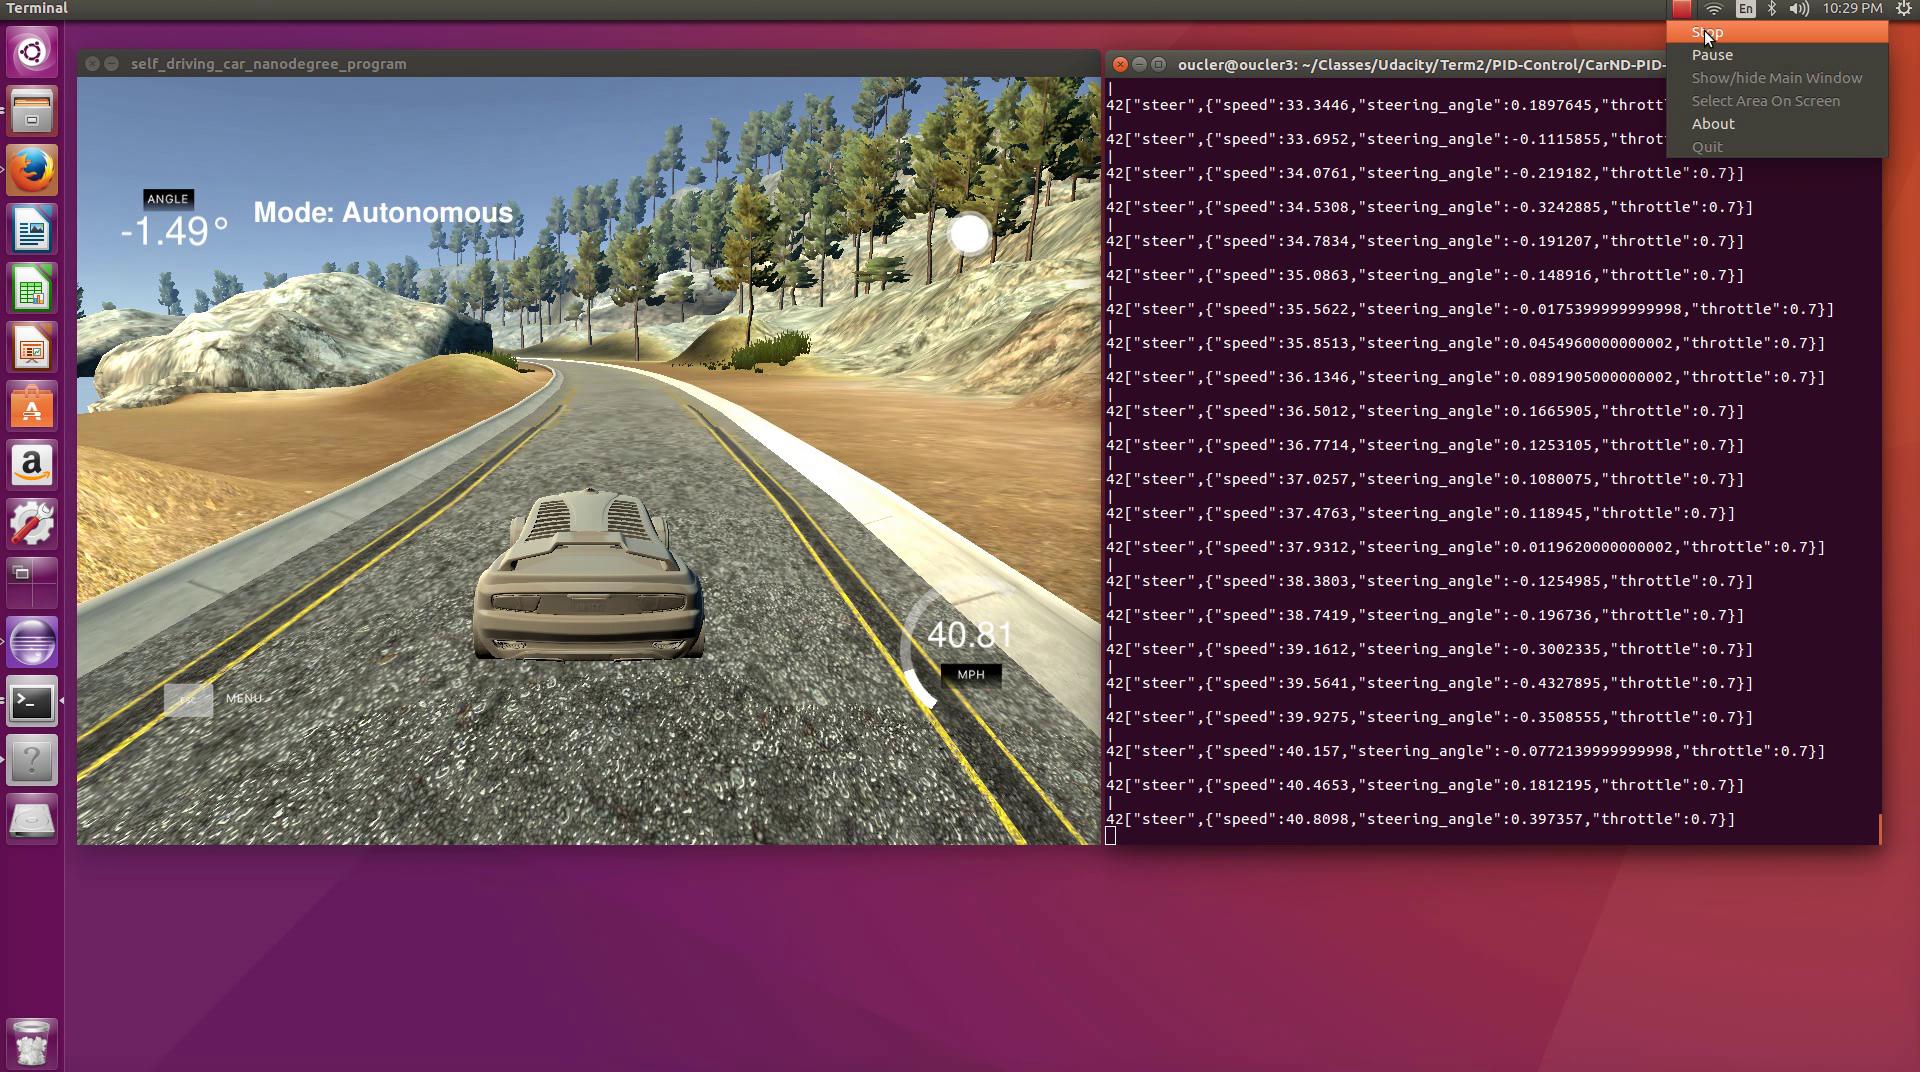 Terminal
En
10:29 PM
Stop
Pause
Show/hide Main Window
Select Area On Screen
About
Quit
self_driving_car_nanodegree_program
ANGLE
-1.49°
Mode: Autonomous
40.81
MPH
ESC
MENU
oucler@oucler3: ~/Classes/Udacity/Term2/PID-Control/CarND-PID-
|
42["steer",{"speed":33.3446,"steering_angle":0.1897645,"throttl
|
42["steer",{"speed":33.6952,"steering_angle":-0.1115855,"throt
|
42["steer",{"speed":34.0761,"steering_angle":-0.219182,"throttle":0.7}]
|
42["steer",{"speed":34.5308,"steering_angle":-0.3242885,"throttle":0.7}]
|
42["steer",{"speed":34.7834,"steering_angle":-0.191207,"throttle":0.7}]
|
42["steer",{"speed":35.0863,"steering_angle":-0.148916,"throttle":0.7}]
|
42["steer",{"speed":35.5622,"steering_angle":-0.0175399999999998,"throttle":0.7}]
|
42["steer",{"speed":35.8513,"steering_angle":0.0454960000000002,"throttle":0.7}]
|
42["steer",{"speed":36.1346,"steering_angle":0.0891905000000002,"throttle":0.7}]
|
42["steer",{"speed":36.5012,"steering_angle":0.1665905,"throttle":0.7}]
|
42["steer",{"speed":36.7714,"steering_angle":0.1253105,"throttle":0.7}]
|
42["steer",{"speed":37.0257,"steering_angle":0.1080075,"throttle":0.7}]
|
42["steer",{"speed":37.4763,"steering_angle":0.118945,"throttle":0.7}]
|
42["steer",{"speed":37.9312,"steering_angle":0.0119620000000002,"throttle":0.7}]
|
42["steer",{"speed":38.3803,"steering_angle":-0.1254985,"throttle":0.7}]
|
42["steer",{"speed":38.7419,"steering_angle":-0.196736,"throttle":0.7}]
|
42["steer",{"speed":39.1612,"steering_angle":-0.3002335,"throttle":0.7}]
|
42["steer",{"speed":39.5641,"steering_angle":-0.4327895,"throttle":0.7}]
|
42["steer",{"speed":39.9275,"steering_angle":-0.3508555,"throttle":0.7}]
|
42["steer",{"speed":40.157,"steering_angle":-0.0772139999999998,"throttle":0.7}]
|
42["steer",{"speed":40.4653,"steering_angle":0.1812195,"throttle":0.7}]
|
42["steer",{"speed":40.8098,"steering_angle":0.397357,"throttle":0.7}]